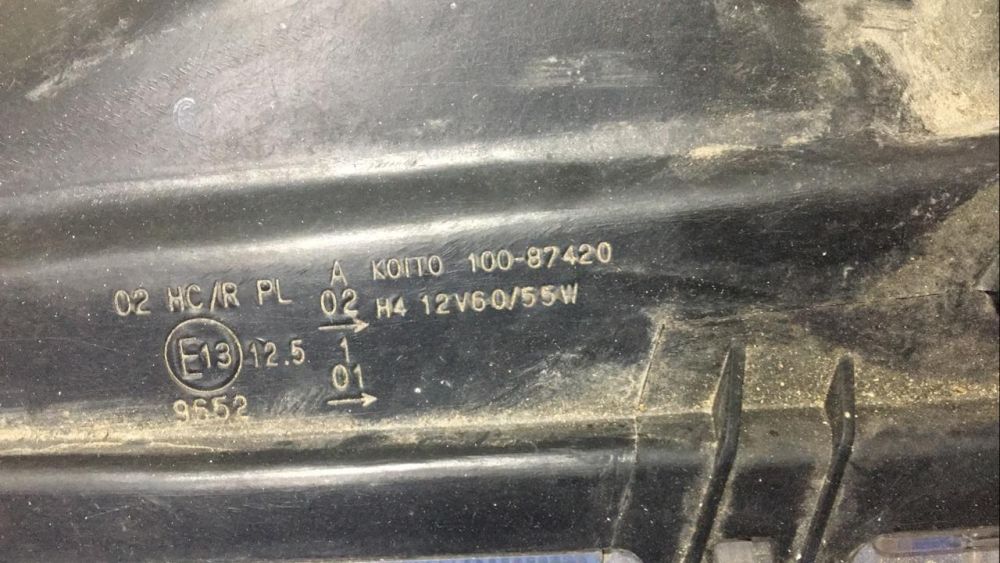 A KOITO 100-87420
02 HC/R PL 02 H4 12V60/55W
→
E13 12.5 1
01
9652 →